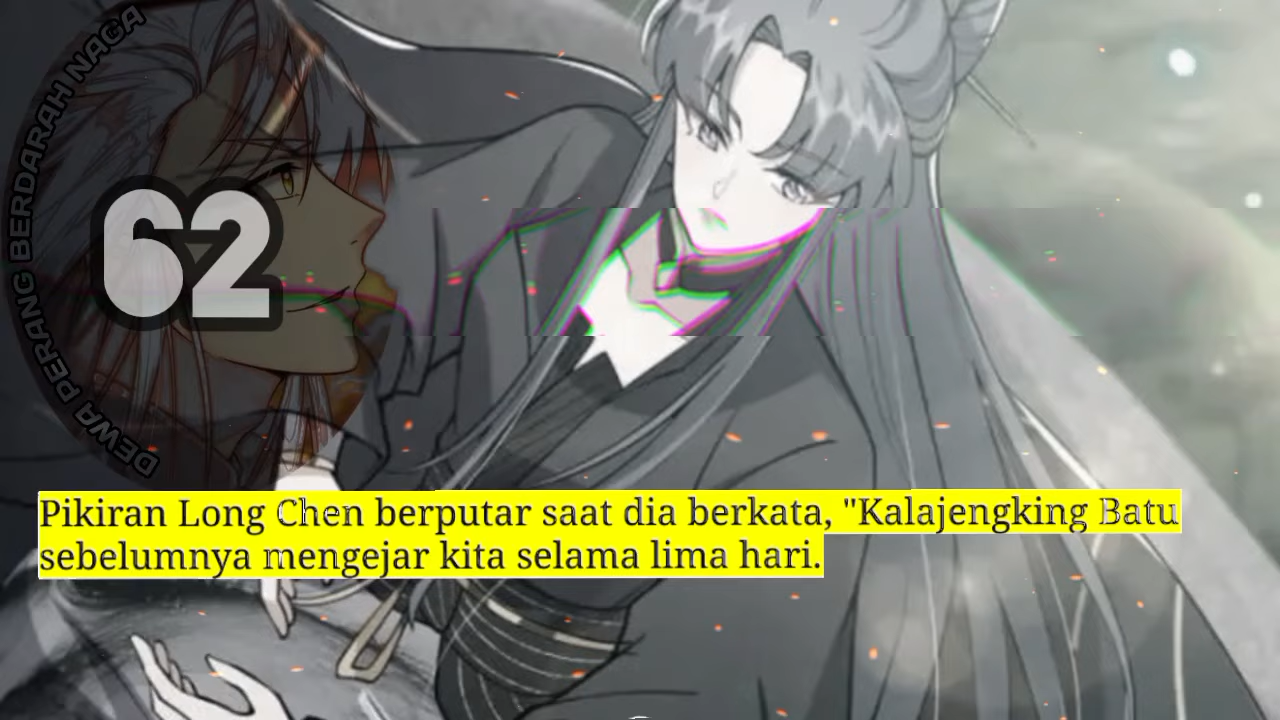 DEWA PERANG BERDARAH NAGA
62
Pikiran Long Chen berputar saat dia berkata, "Kalajengking Batu
sebelumnya mengejar kita selama lima hari.